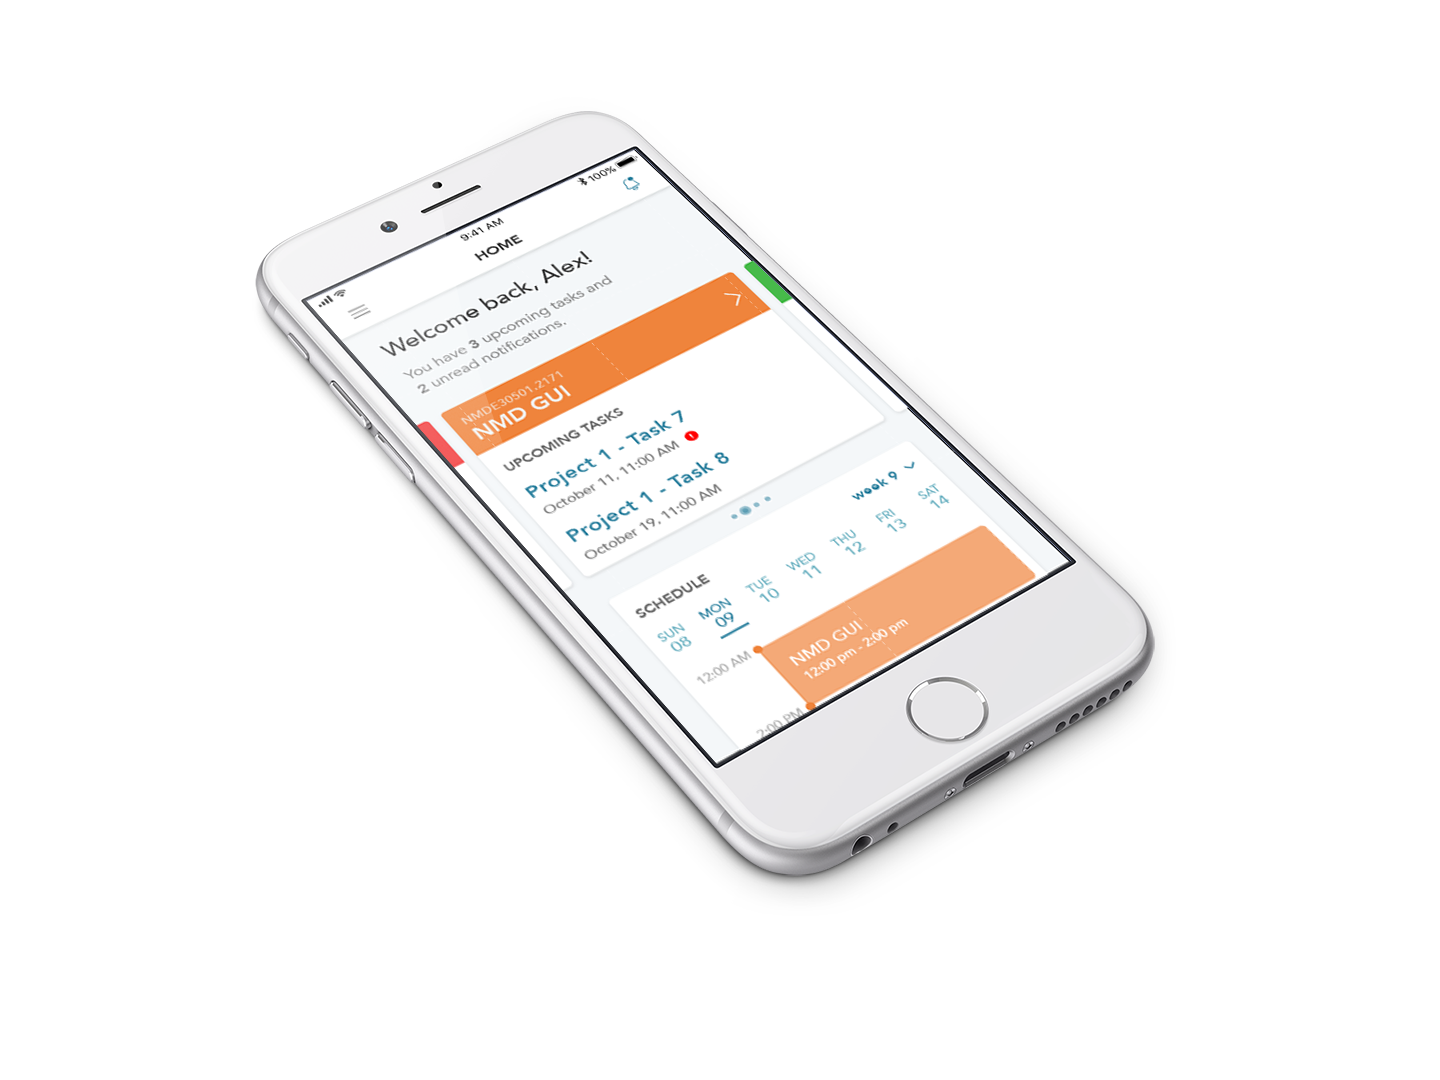 9:41 AM
100%
HOME
Welcome back, Alex!
You have 3 upcoming tasks and
2 unread notifications.
NMDE30501.2171
NMD GUI
UPCOMING TASKS
Project 1 - Task 7
October 11, 11:00 AM
Project 1 - Task 8
October 19, 11:00 AM
SCHEDULE
week 9
SUN MON TUE WED THU FRI SAT
08 09 10 11 12 13 14
12:00 AM
NMD GUI
12:00 pm - 2:00 pm
2:00 PM